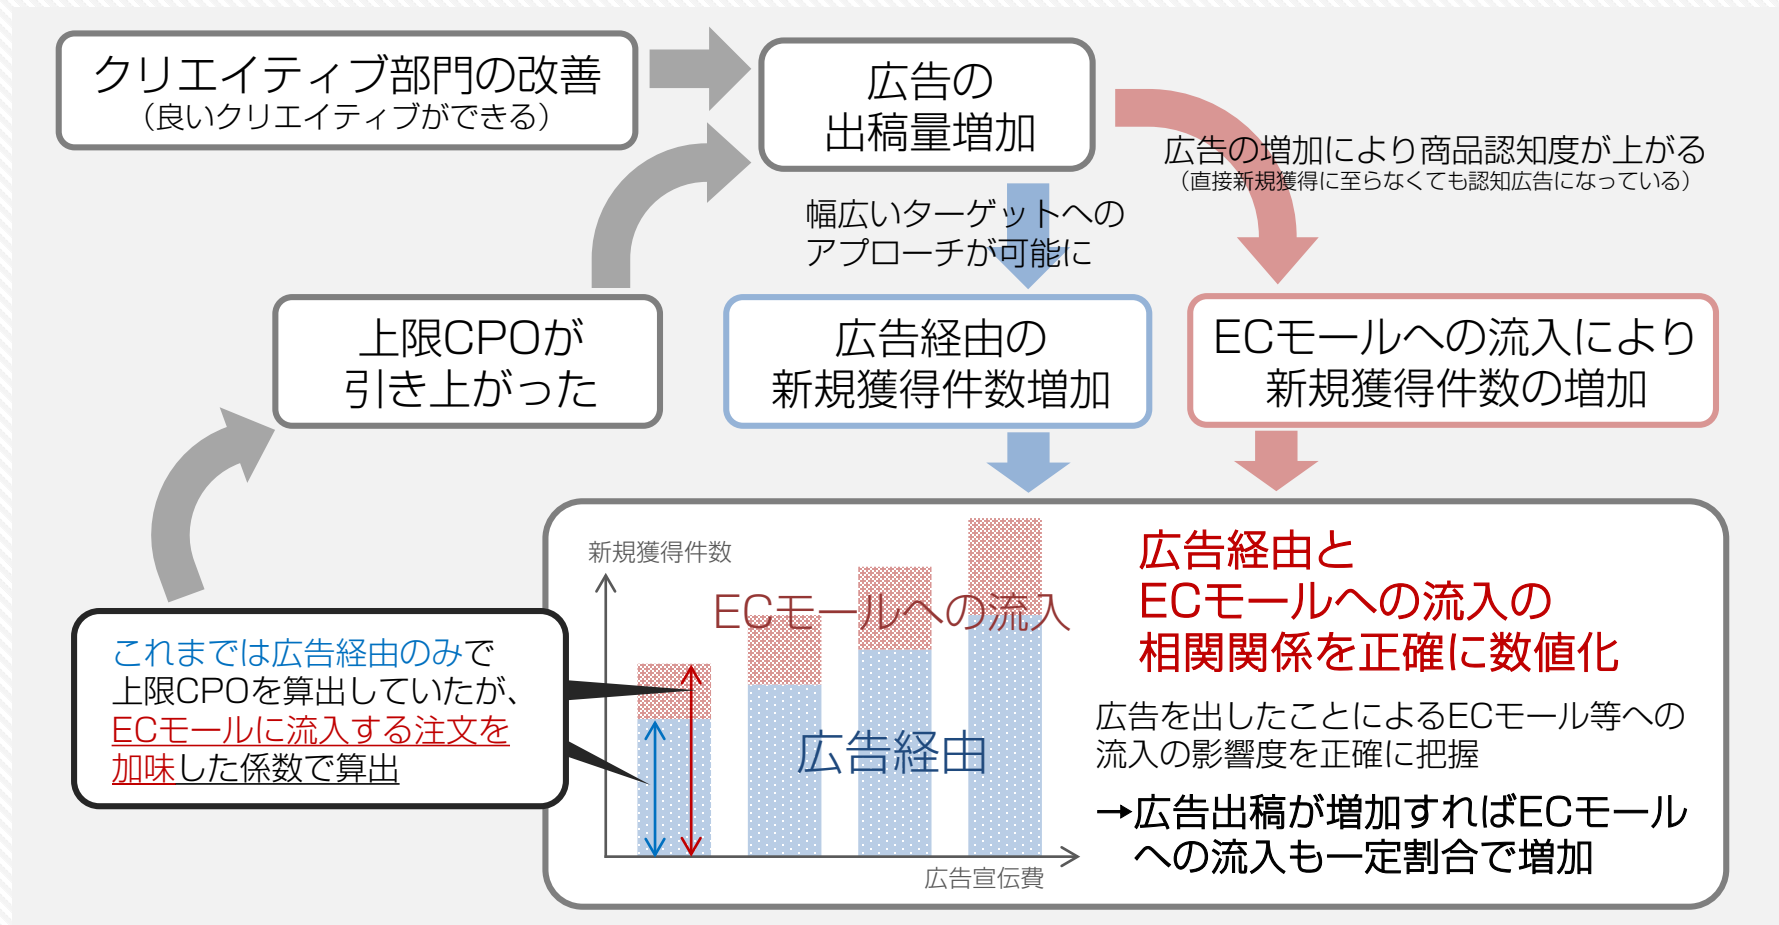 クリエイティブ部門の改善
（良いクリエイティブができる）
広告の
出稿量増加
広告の増加により商品認知度が上がる
（直接新規獲得に至らなくても認知広告になっている）
幅広いターゲットへの
アプローチが可能に
上限CPOが
引き上がった
広告経由の
新規獲得件数増加
ECモールへの流入により
新規獲得件数の増加
これまでは広告経由のみで
上限CPOを算出していたが、
ECモールに流入する注文を
加味した係数で算出
新規獲得件数
ECモールへの流入
広告経由
広告宣伝費
広告経由と
ECモールへの流入の
相関関係を正確に数値化
広告を出したことによるECモール等への
流入の影響度を正確に把握
→広告出稿が増加すればECモール
への流入も一定割合で増加